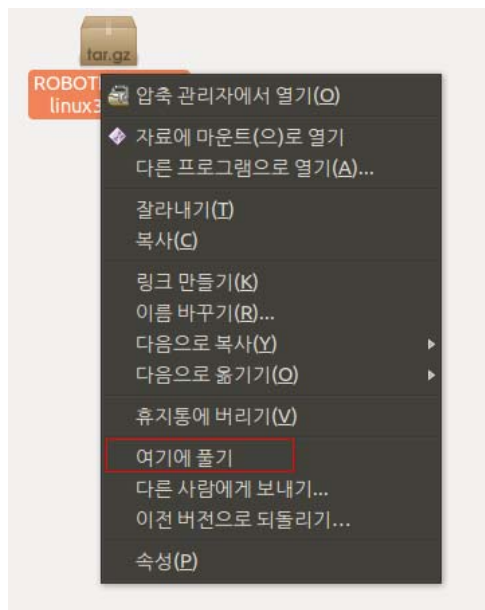 tar.gz
ROBOT
linux3
압축 관리자에서 열기(O)
자료에 마운트(으)로 열기
다른 프로그램으로 열기(A)...
잘라내기(T)
복사(C)
링크 만들기(K)
이름 바꾸기(R)...
다음으로 복사(Y)
다음으로 옮기기(O)
휴지통에 버리기(V)
여기에 풀기
다른 사람에게 보내기...
이전 버전으로 되돌리기...
속성(P)